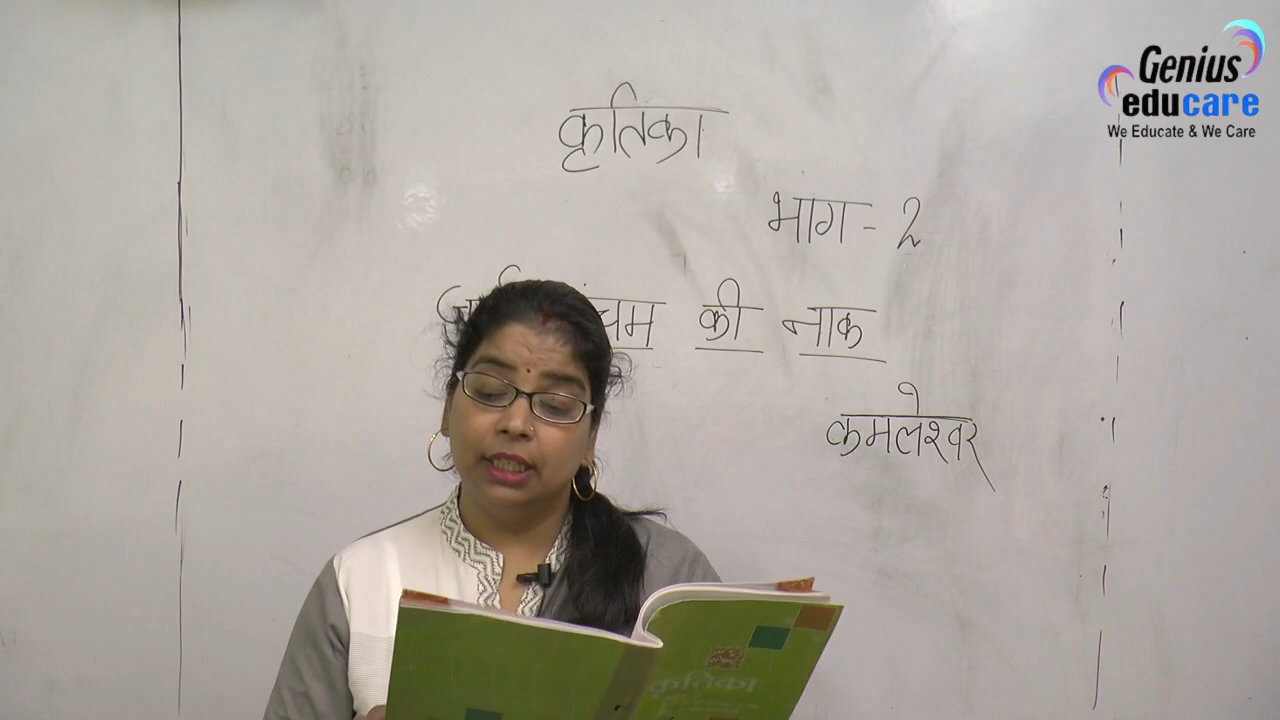 Genius
educare
We Educate & We Care
कृतिका
भाग - 2
की नाक
कमलेश्वर
कृतिका